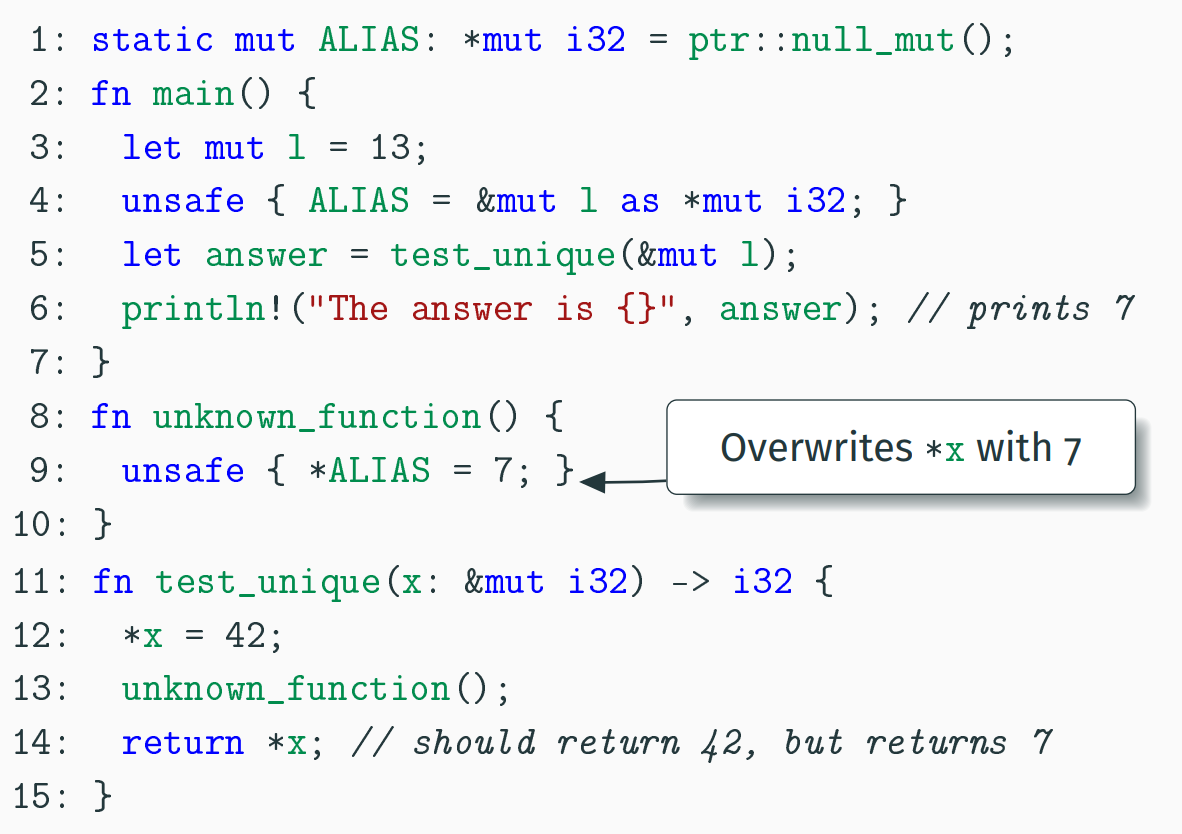 1: static mut ALIAS: *mut i32 = ptr::null_mut();
2: fn main() {
3:   let mut l = 13;
4:   unsafe { ALIAS = &mut l as *mut i32; }
5:   let answer = test_unique(&mut l);
6:   println!("The answer is {}", answer); // prints 7
7: }
8: fn unknown_function() {
9:   unsafe { *ALIAS = 7; }
Overwrites *x with 7
10: }
11: fn test_unique(x: &mut i32) -> i32 {
12:   *x = 42;
13:   unknown_function();
14:   return *x; // should return 42, but returns 7
15: }